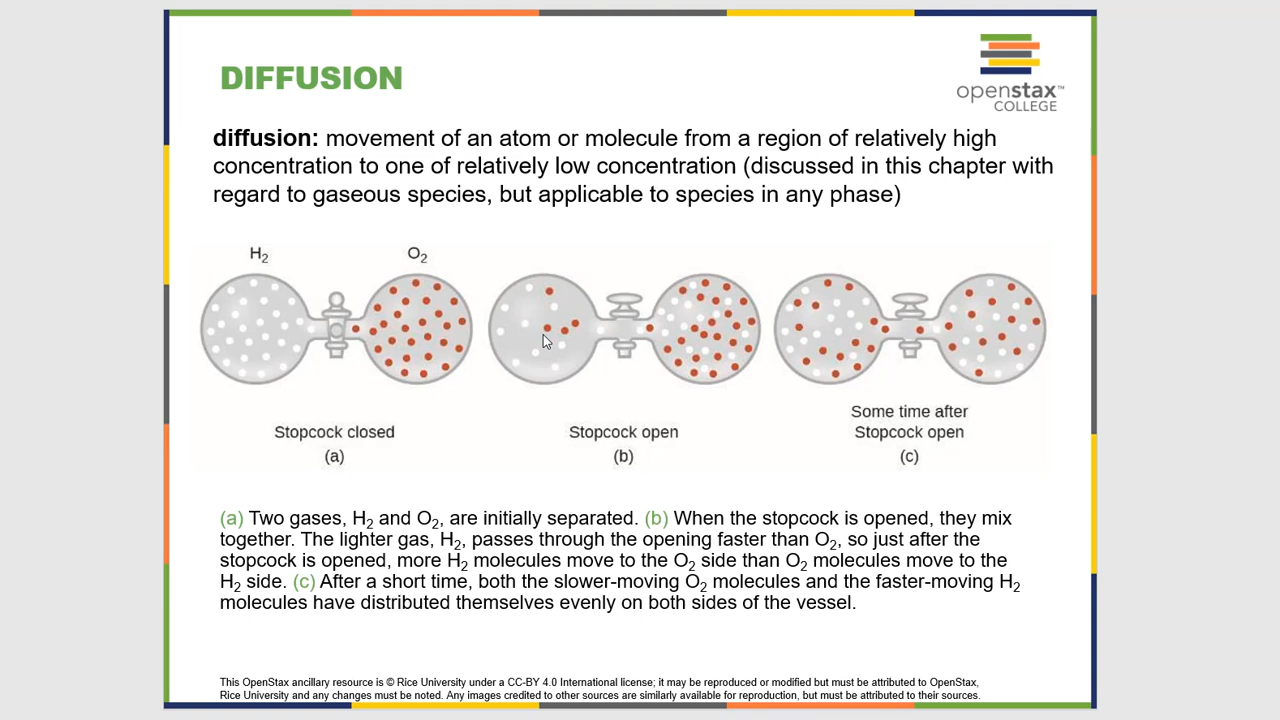 DIFFUSION
openstax™
COLLEGE
diffusion: movement of an atom or molecule from a region of relatively high
concentration to one of relatively low concentration (discussed in this chapter with
regard to gaseous species, but applicable to species in any phase)
H₂ O₂
Stopcock closed
(a)
Stopcock open
(b)
Some time after
Stopcock open
(c)
(a) Two gases, H₂ and O₂, are initially separated. (b) When the stopcock is opened, they mix
together. The lighter gas, H₂, passes through the opening faster than O₂, so just after the
stopcock is opened, more H₂ molecules move to the O₂ side than O₂ molecules move to the
H₂ side. (c) After a short time, both the slower-moving O₂ molecules and the faster-moving H₂
molecules have distributed themselves evenly on both sides of the vessel.
This OpenStax ancillary resource is © Rice University under a CC-BY 4.0 International license; it may be reproduced or modified but must be attributed to OpenStax,
Rice University and any changes must be noted. Any images credited to other sources are similarly available for reproduction, but must be attributed to their sources.